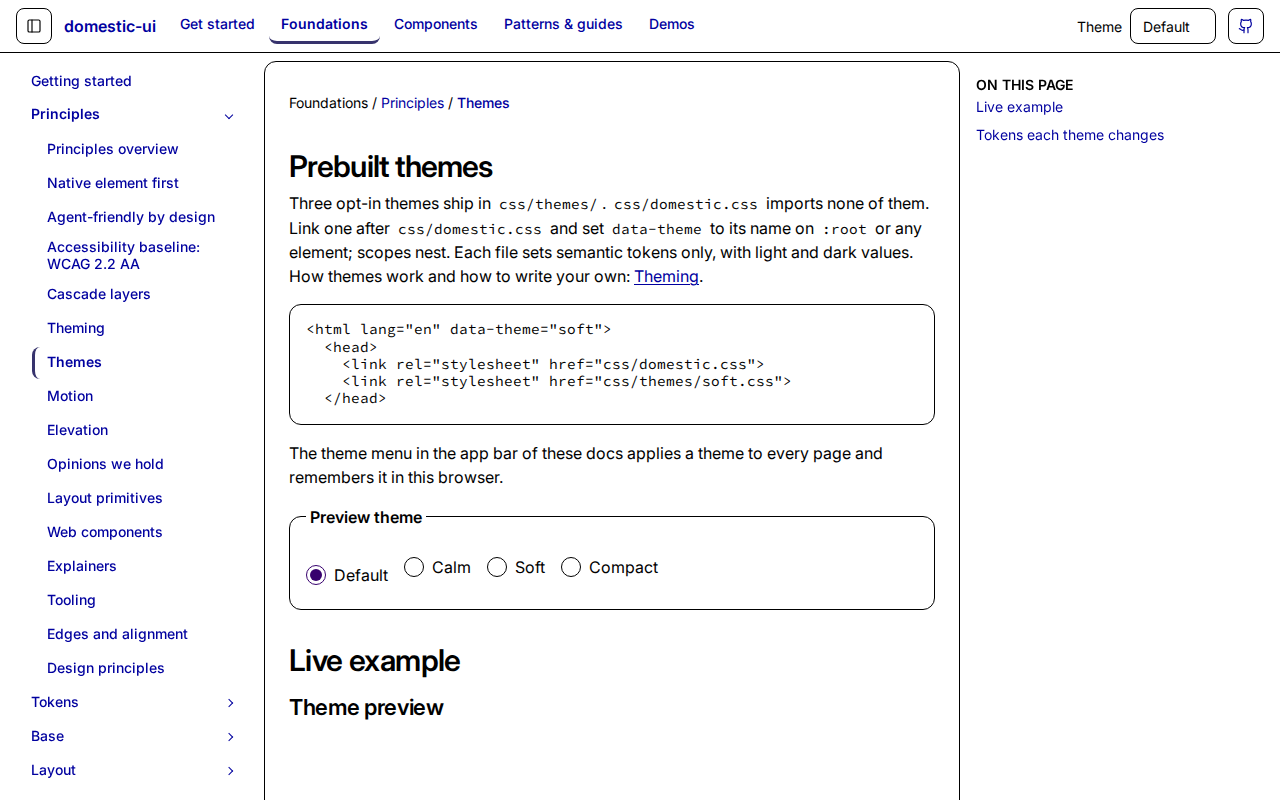 domestic-ui
Get started
Foundations
Components
Patterns & guides
Demos
Theme
Default
Getting started
Principles
Principles overview
Native element first
Agent-friendly by design
Accessibility baseline:
WCAG 2.2 AA
Cascade layers
Theming
Themes
Motion
Elevation
Opinions we hold
Layout primitives
Web components
Explainers
Tooling
Edges and alignment
Design principles
Tokens
Base
Layout
Foundations / Principles / Themes
Prebuilt themes
Three opt-in themes ship in css/themes/. css/domestic.css imports none of them.
Link one after css/domestic.css and set data-theme to its name on :root or any
element; scopes nest. Each file sets semantic tokens only, with light and dark values.
How themes work and how to write your own: Theming.
<html lang="en" data-theme="soft">
  <head>
    <link rel="stylesheet" href="css/domestic.css">
    <link rel="stylesheet" href="css/themes/soft.css">
  </head>
The theme menu in the app bar of these docs applies a theme to every page and
remembers it in this browser.
Preview theme
Default
Calm
Soft
Compact
Live example
Theme preview
ON THIS PAGE
Live example
Tokens each theme changes